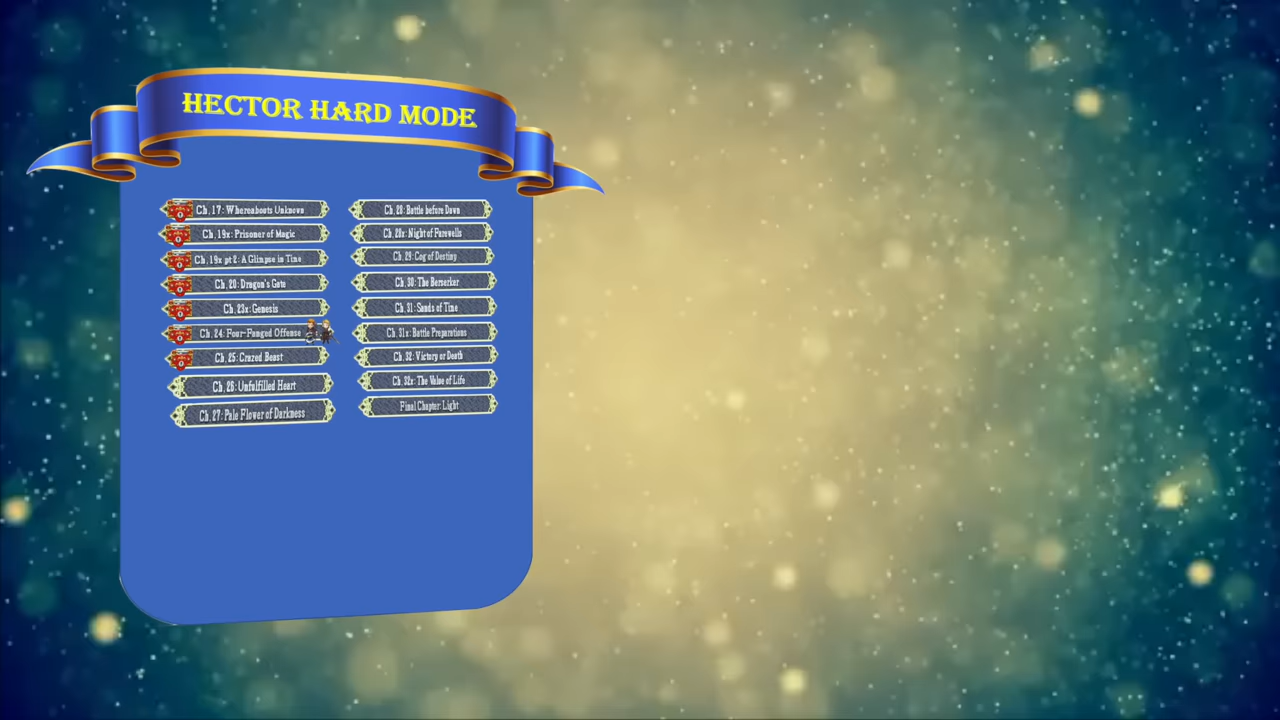 HECTOR HARD MODE
Ch. 17: Whereabouts Unknown
Ch. 19x: Prisoner of Magic
Ch. 19x pt 2: A Glimpse in Time
Ch. 20: Dragon's Gate
Ch. 23x: Genesis
Ch. 24: Four-Fanged Offense
Ch. 25: Crazed Beast
Ch. 26: Unfulfilled Heart
Ch. 27: Pale Flower of Darkness
Ch. 28: Battle before Dawn
Ch. 28x: Night of Farewells
Ch. 29: Cog of Destiny
Ch. 30: The Berserker
Ch. 31: Sands of Time
Ch. 31x: Battle Preparations
Ch. 32: Victory or Death
Ch. 32x: The Value of Life
Final Chapter: Light